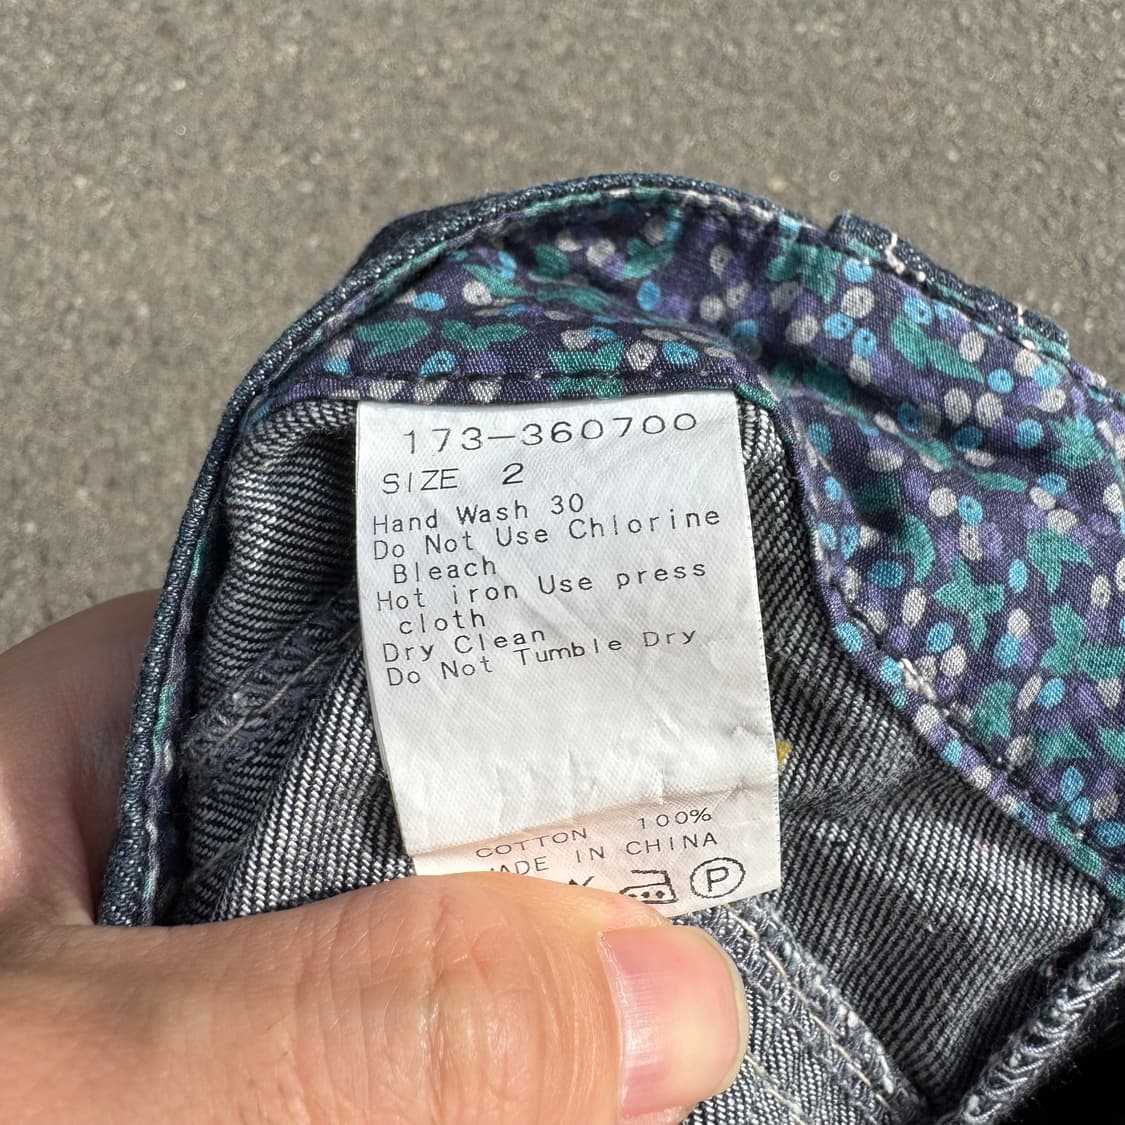 173-360700
SIZE 2
Hand Wash 30
Do Not Use Chlorine
Bleach
Hot iron Use press
cloth
Dry Clean
Do Not Tumble Dry
COTTON 100%
MADE IN CHINA
P